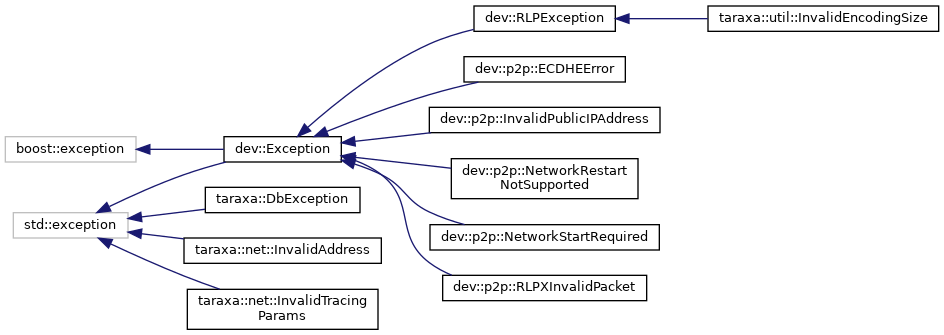 dev::RLPException
taraxa::util::InvalidEncodingSize
dev::p2p::ECDHEError
dev::p2p::InvalidPublicIPAddress
boost::exception
dev::Exception
dev::p2p::NetworkRestart
NotSupported
taraxa::DbException
std::exception
dev::p2p::NetworkStartRequired
taraxa::net::InvalidAddress
dev::p2p::RLPXInvalidPacket
taraxa::net::InvalidTracing
Params